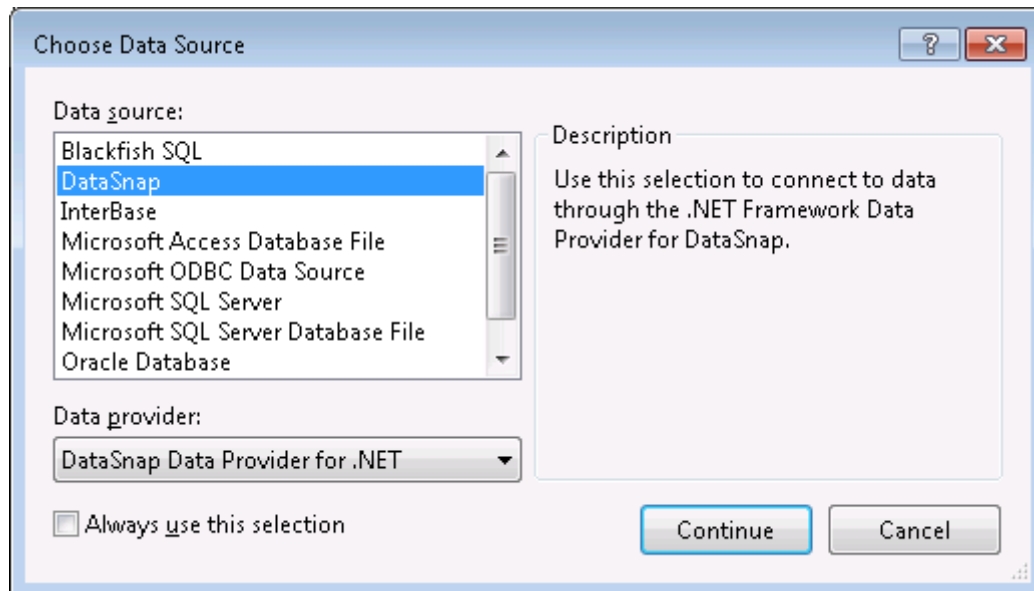 Choose Data Source
?
Data source:
Blackfish SQL
DataSnap
InterBase
Microsoft Access Database File
Microsoft ODBC Data Source
Microsoft SQL Server
Microsoft SQL Server Database File
Oracle Database
Description
Use this selection to connect to data
through the .NET Framework Data
Provider for DataSnap.
Data provider:
DataSnap Data Provider for .NET
Always use this selection
Continue
Cancel